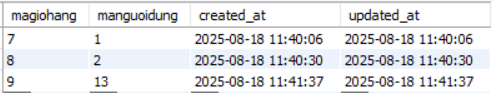 magiohang manguoidung created_at updated_at
7 1 2025-08-18 11:40:06 2025-08-18 11:40:06
8 2 2025-08-18 11:40:30 2025-08-18 11:40:30
9 13 2025-08-18 11:41:37 2025-08-18 11:41:37